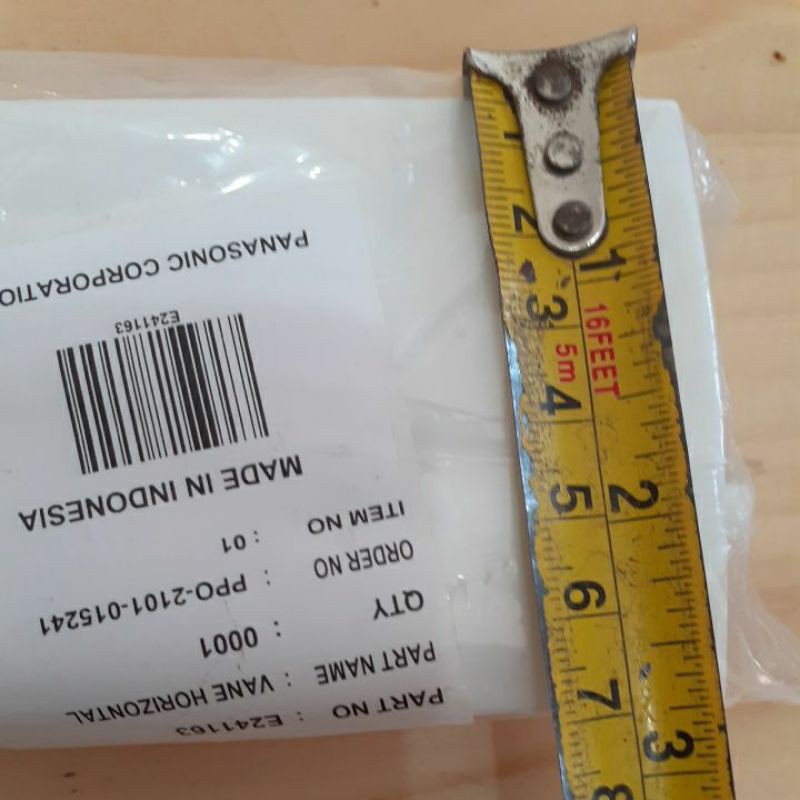 PART NO : E241163
PART NAME : VANE HORIZONTAL
QTY : 0001
ORDER NO : PPO-2101-015241
ITEM NO : 01
MADE IN INDONESIA
E241163
PANASONIC CORPORATIO
1 2 3 4 5 6 7 8
5m
16FEET
1 2 3